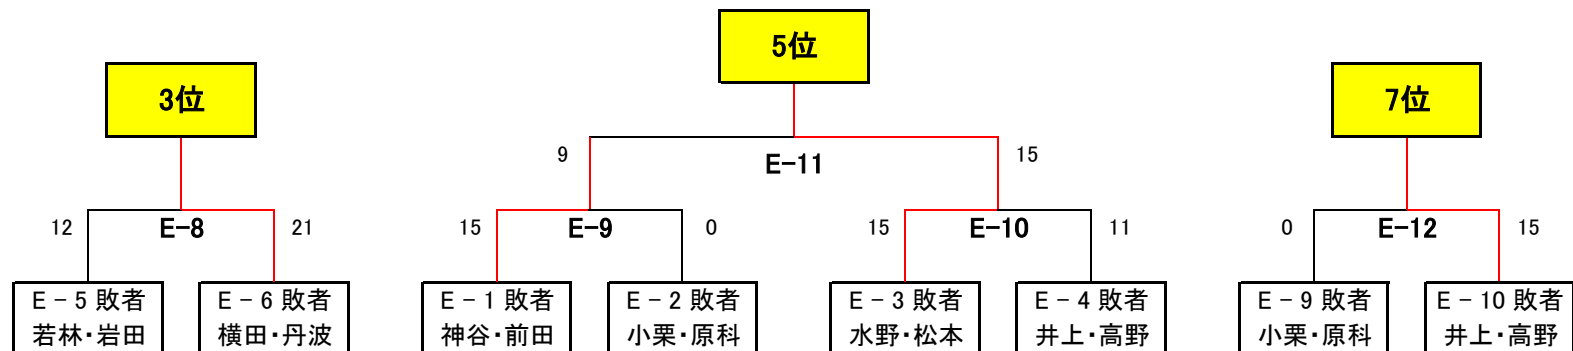 5位
3位
7位
9
E-11
15
12
E-8
21
15
E-9
0
15
E-10
11
0
E-12
15
E-5 敗者
若林・岩田
E-6 敗者
横田・丹波
E-1 敗者
神谷・前田
E-2 敗者
小栗・原科
E-3 敗者
水野・松本
E-4 敗者
井上・高野
E-9 敗者
小栗・原科
E-10 敗者
井上・高野